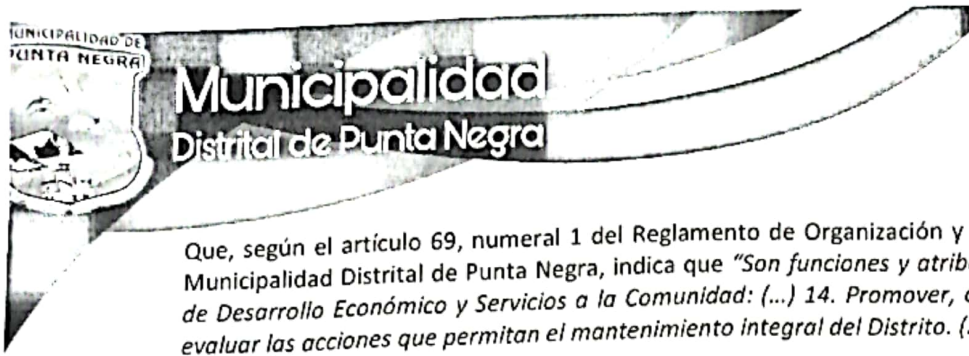 MUNICIPALIDAD DE
PUNTA NEGRA
Municipalidad
Distrital de Punta Negra
Que, según el artículo 69, numeral 1 del Reglamento de Organización y
Municipalidad Distrital de Punta Negra, indica que "Son funciones y
de Desarrollo Económico y Servicios a la Comunidad: (...) 14. Promover,
evaluar las acciones que permitan el mantenimiento integral del Distrito.